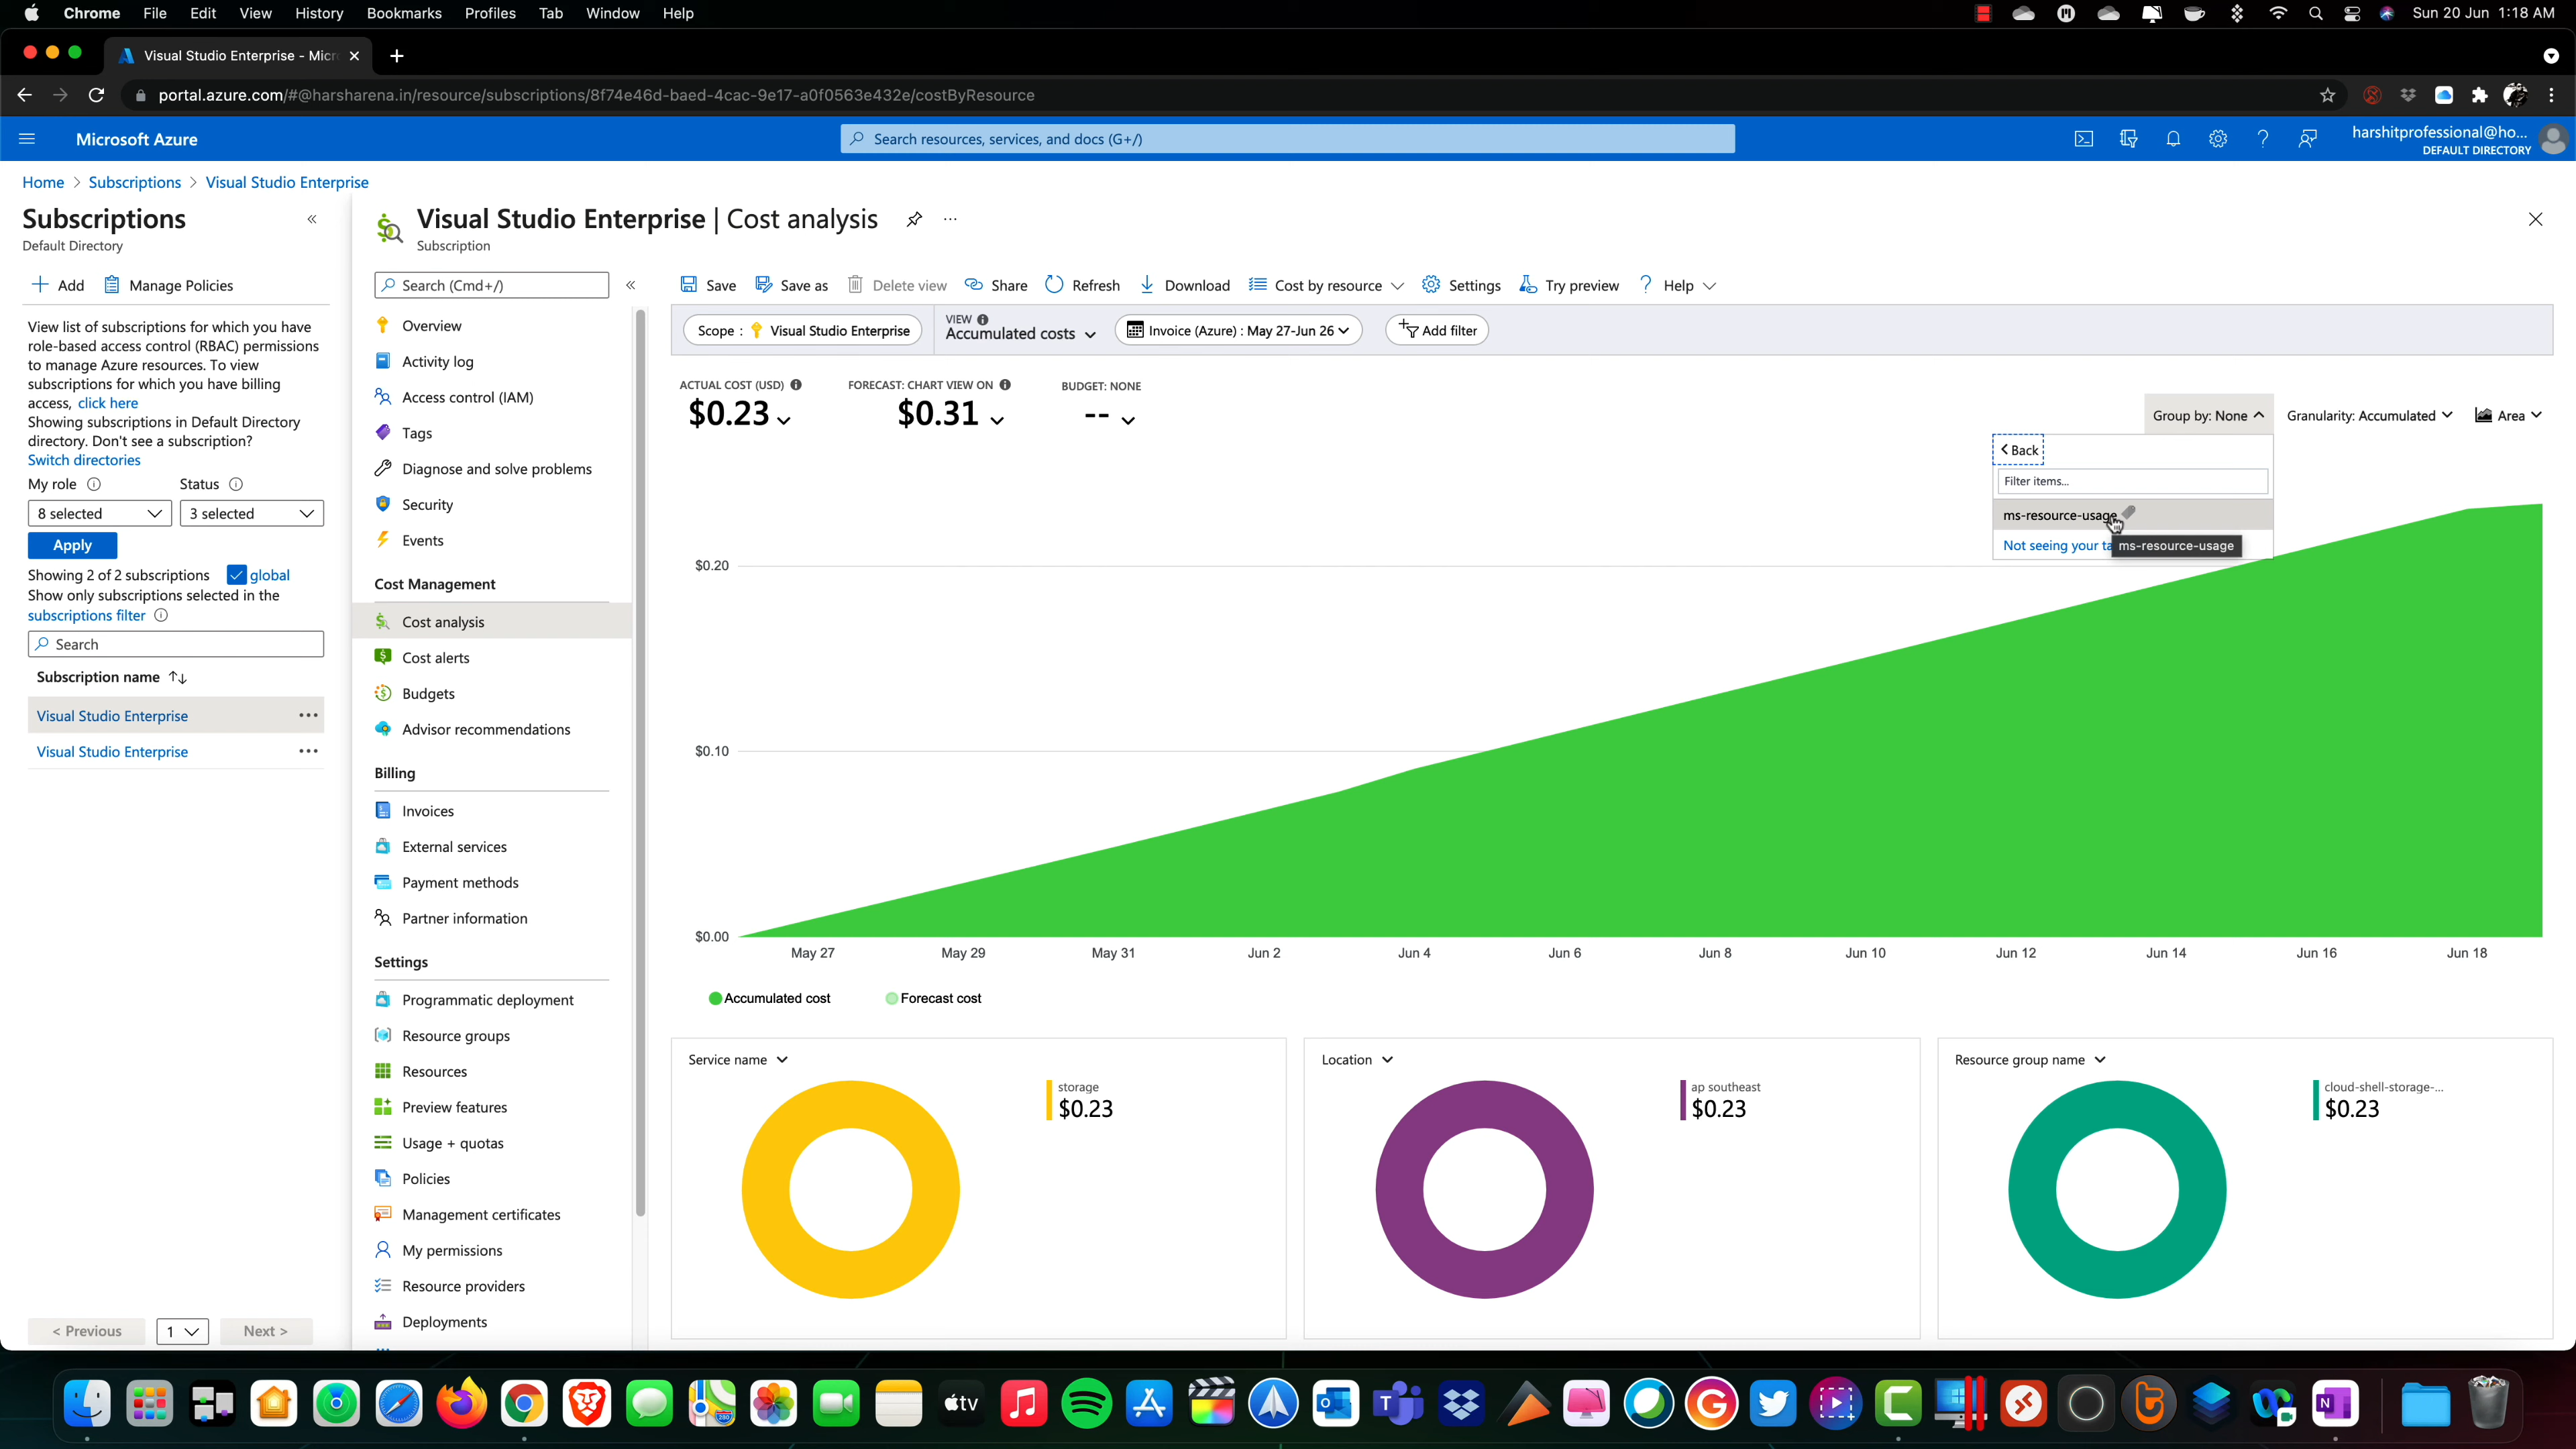 Chrome File Edit View History Bookmarks Profiles Tab Window Help
Sun 20 Jun 1:18 AM
Visual Studio Enterprise - Micr
portal.azure.com/#@harsharena.in/resource/subscriptions/8f74e46d-baed-4cac-9e17-a0f0563e432e/costByResource
Microsoft Azure
Search resources, services, and docs (G+/)
harshitprofessional@ho...
DEFAULT DIRECTORY
Home > Subscriptions > Visual Studio Enterprise
Subscriptions
Default Directory
Add Manage Policies
View list of subscriptions for which you have
role-based access control (RBAC) permissions
to manage Azure resources. To view
subscriptions for which you have billing
access, click here
Showing subscriptions in Default Directory
directory. Don't see a subscription?
Switch directories
My role Status
8 selected 3 selected
Apply
Showing 2 of 2 subscriptions global
Show only subscriptions selected in the
subscriptions filter
Search
Subscription name
Visual Studio Enterprise
Visual Studio Enterprise
< Previous 1 Next >
Visual Studio Enterprise | Cost analysis
Subscription
Search (Cmd+/)
Overview
Activity log
Access control (IAM)
Tags
Diagnose and solve problems
Security
Events
Cost Management
Cost analysis
Cost alerts
Budgets
Advisor recommendations
Billing
Invoices
External services
Payment methods
Partner information
Settings
Programmatic deployment
Resource groups
Resources
Preview features
Usage + quotas
Policies
Management certificates
My permissions
Resource providers
Deployments
Save Save as Delete view Share Refresh Download Cost by resource Settings Try preview Help
Scope : Visual Studio Enterprise
VIEW
Accumulated costs
Invoice (Azure) : May 27-Jun 26
Add filter
ACTUAL COST (USD) FORECAST: CHART VIEW ON BUDGET: NONE
$0.23 $0.31 --
Group by: None Granularity: Accumulated Area
Back
Filter items...
ms-resource-usage
Not seeing your ta
ms-resource-usage
$0.20
$0.10
$0.00
May 27 May 29 May 31 Jun 2 Jun 4 Jun 6 Jun 8 Jun 10 Jun 12 Jun 14 Jun 16 Jun 18
Accumulated cost Forecast cost
Service name
storage
$0.23
Location
ap southeast
$0.23
Resource group name
cloud-shell-storage-...
$0.23
tv